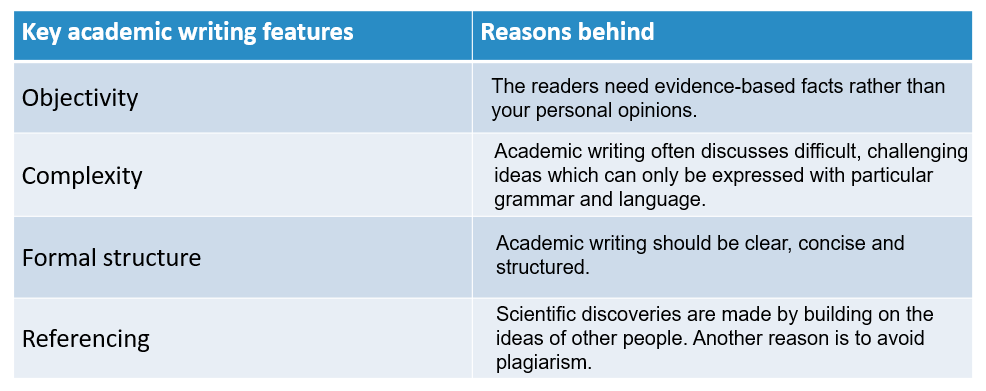 Key academic writing features
Reasons behind
Objectivity
The readers need evidence-based facts rather than
your personal opinions.
Complexity
Academic writing often discusses difficult, challenging
ideas which can only be expressed with particular
grammar and language.
Formal structure
Academic writing should be clear, concise and
structured.
Referencing
Scientific discoveries are made by building on the
ideas of other people. Another reason is to avoid
plagiarism.